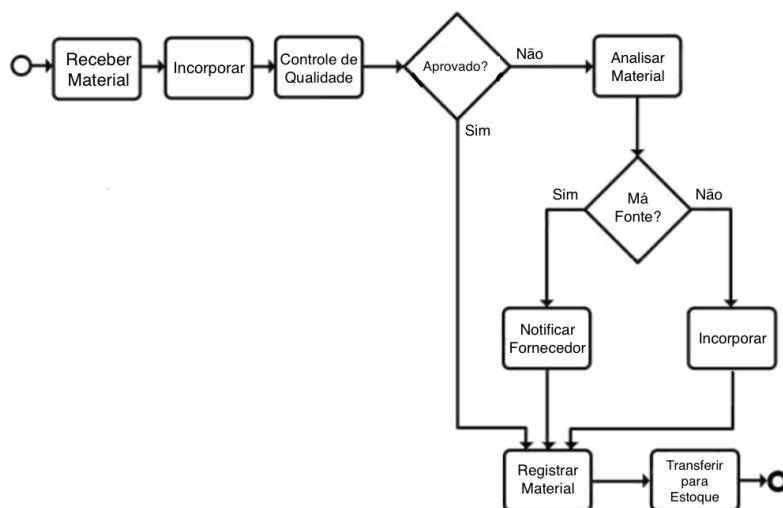 Receber
Material
Incorporar
Controle de
Qualidade
Aprovado?
Não
Analisar
Material
Sim
Sim
Má
Fonte?
Não
Notificar
Fornecedor
Incorporar
Registrar
Material
Transferir
para
Estoque